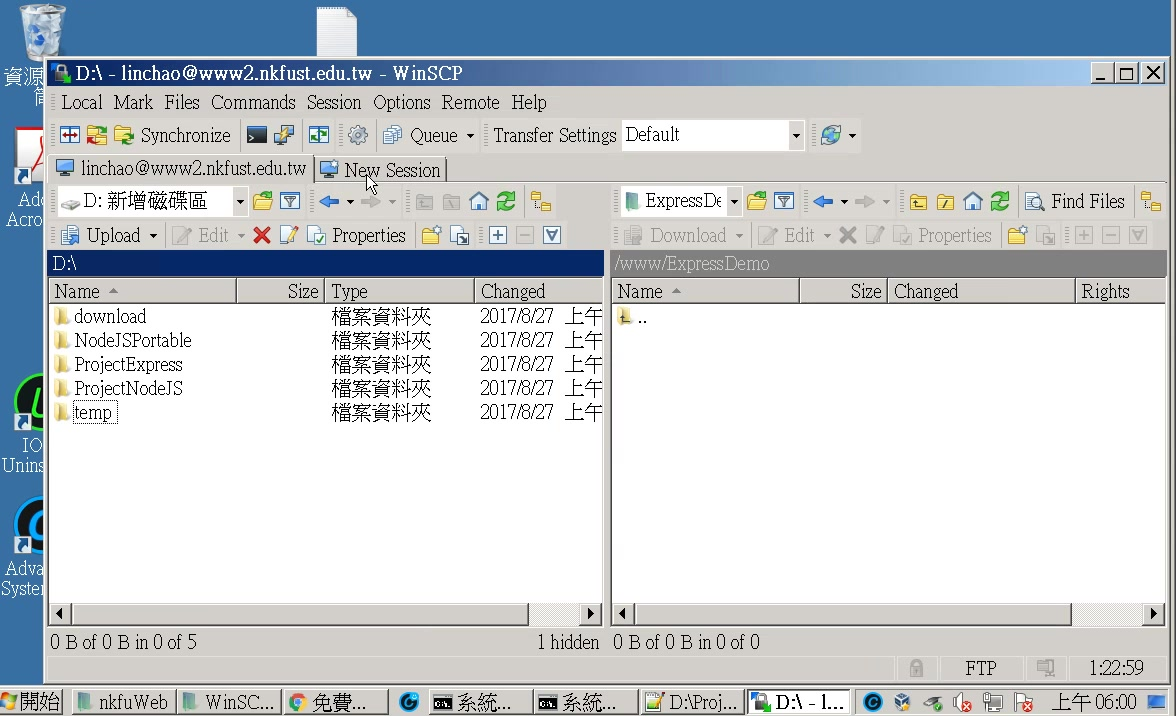 資源
筒
Ado
Acro
IO
Unins
Adva
System
D:\ - linchao@www2.nkfust.edu.tw - WinSCP
Local Mark Files Commands Session Options Remote Help
Synchronize Queue Transfer Settings Default
linchao@www2.nkfust.edu.tw New Session
D: 新增磁碟區 ExpressDe Find Files
Upload Edit Properties Download Edit Properties
D:\ /www/ExpressDemo
Name Size Type Changed Name Size Changed Rights
download 檔案資料夾 2017/8/27 上午 ..
NodeJSPortable 檔案資料夾 2017/8/27 上午
ProjectExpress 檔案資料夾 2017/8/27 上午
ProjectNodeJS 檔案資料夾 2017/8/27 上午
temp 檔案資料夾 2017/8/27 上午
0 B of 0 B in 0 of 5 1 hidden 0 B of 0 B in 0 of 0
FTP 1:22:59
開始 nkfuWeb WinSC... 免費... 系統... 系統... D:\Proj... D:\ - l... 上午 06:00